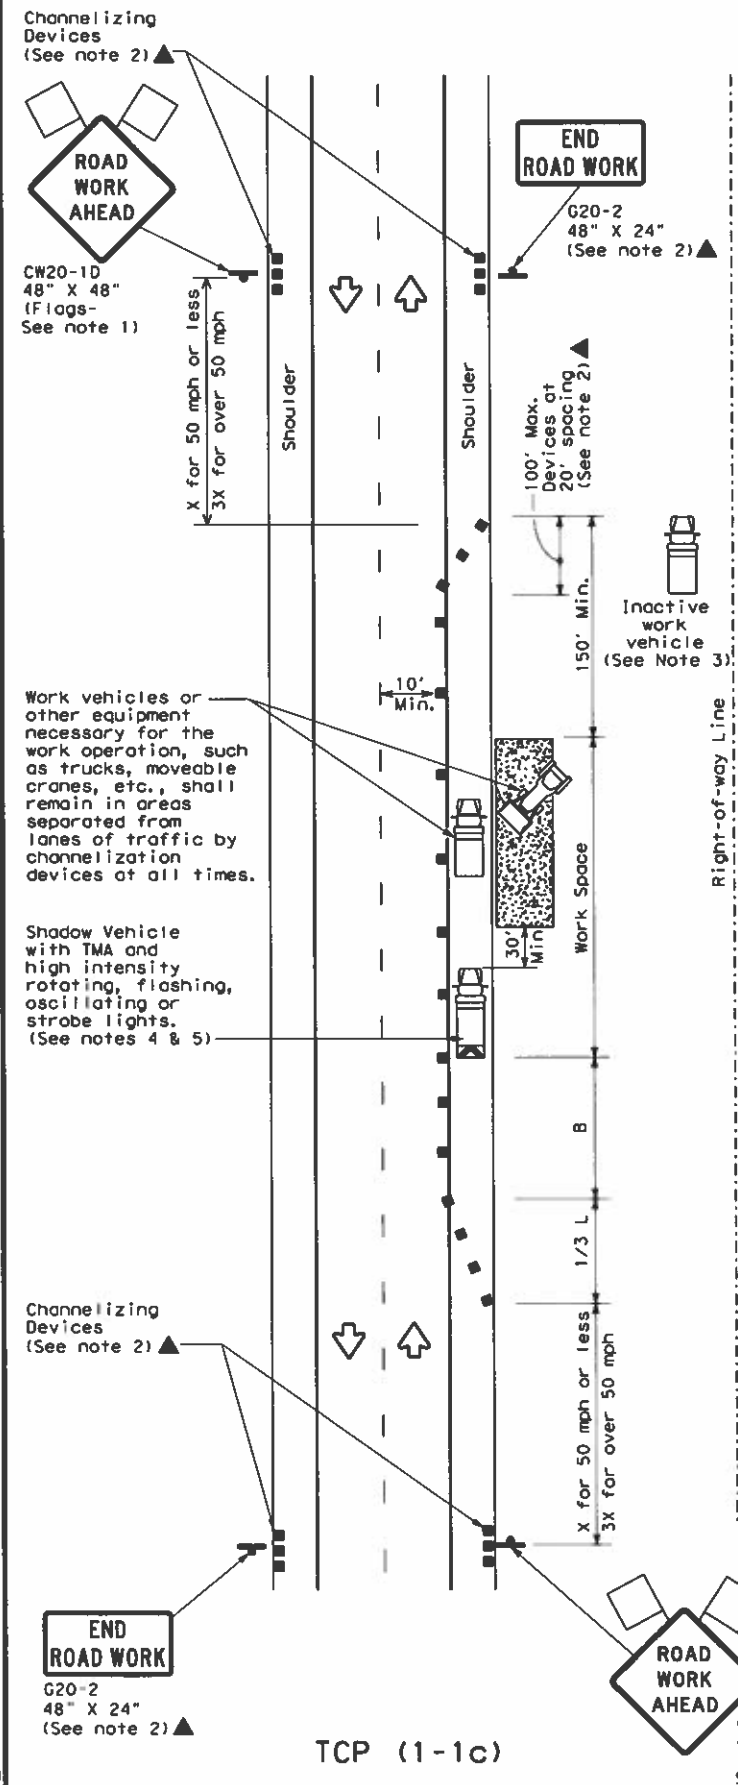 Channelizing
Devices
(See note 2)▲
ROAD
WORK
AHEAD
CW20-1D
48" X 48"
(Flags-
See note 1)
END
ROAD WORK
G20-2
48" X 24"
(See note 2)▲
X for 50 mph or less
3X for over 50 mph
Shoulder
Shoulder
100' Max.
Devices at
20' spacing
(See note 2)▲
150' Min.
Inactive
work
vehicle
(See Note 3)
Right-of-way Line
10'
Min.
Work vehicles or
other equipment
necessary for the
work operation, such
as trucks, moveable
cranes, etc., shall
remain in areas
separated from
lanes of traffic by
channelization
devices at all times.
Work Space
30'
Min
Shadow Vehicle
with TMA and
high intensity
rotating, flashing,
oscillating or
strobe lights.
(See notes 4 & 5)
B
1/3 L
Channelizing
Devices
(See note 2)▲
X for 50 mph or less
3X for over 50 mph
END
ROAD WORK
G20-2
48" X 24"
(See note 2)▲
ROAD
WORK
AHEAD
TCP (1-1c)